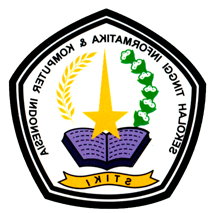 SEKOLAH TINGGI INFORMATIKA & KOMPUTER INDONESIA
STIKI